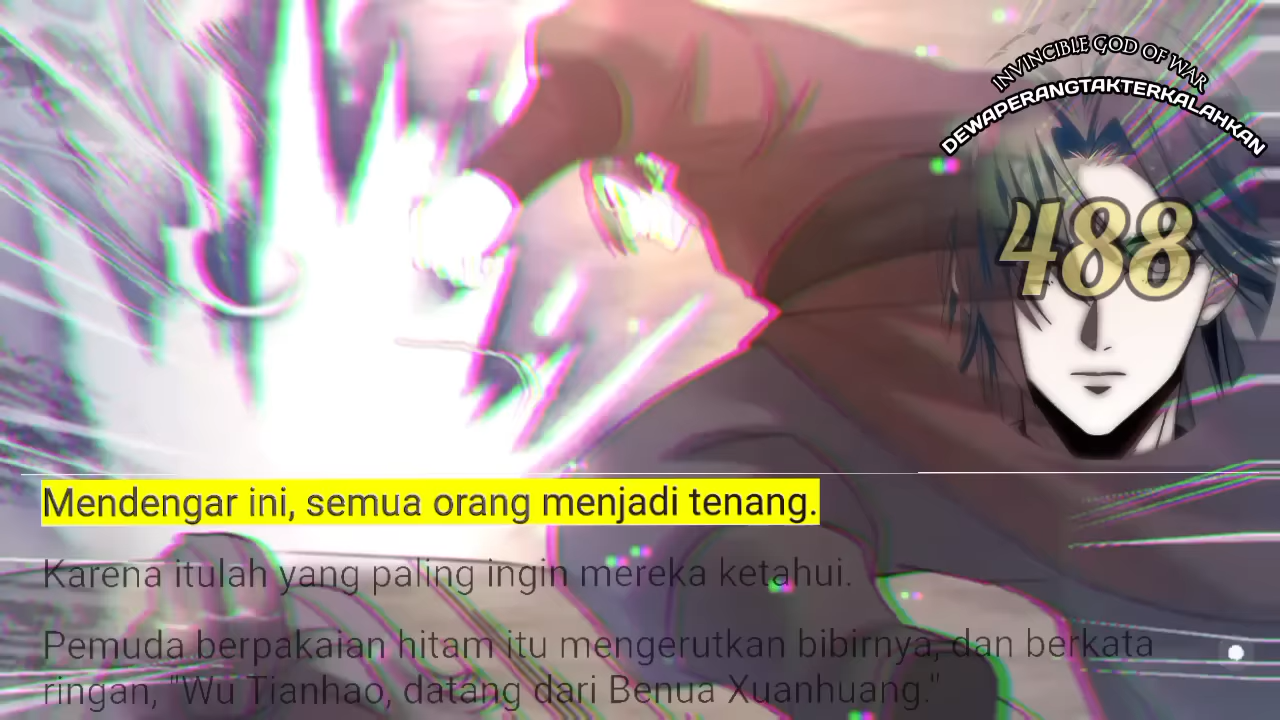 INVINCIBLE GOD OF WAR
DEWAPERANGTAKTERKALAHKAN
488
Mendengar ini, semua orang menjadi tenang.
Karena itulah yang paling ingin mereka ketahui.
Pemuda berpakaian hitam itu mengerutkan bibirnya, dan berkata
ringan, "Wu Tianhao, datang dari Benua Xuanhuang."